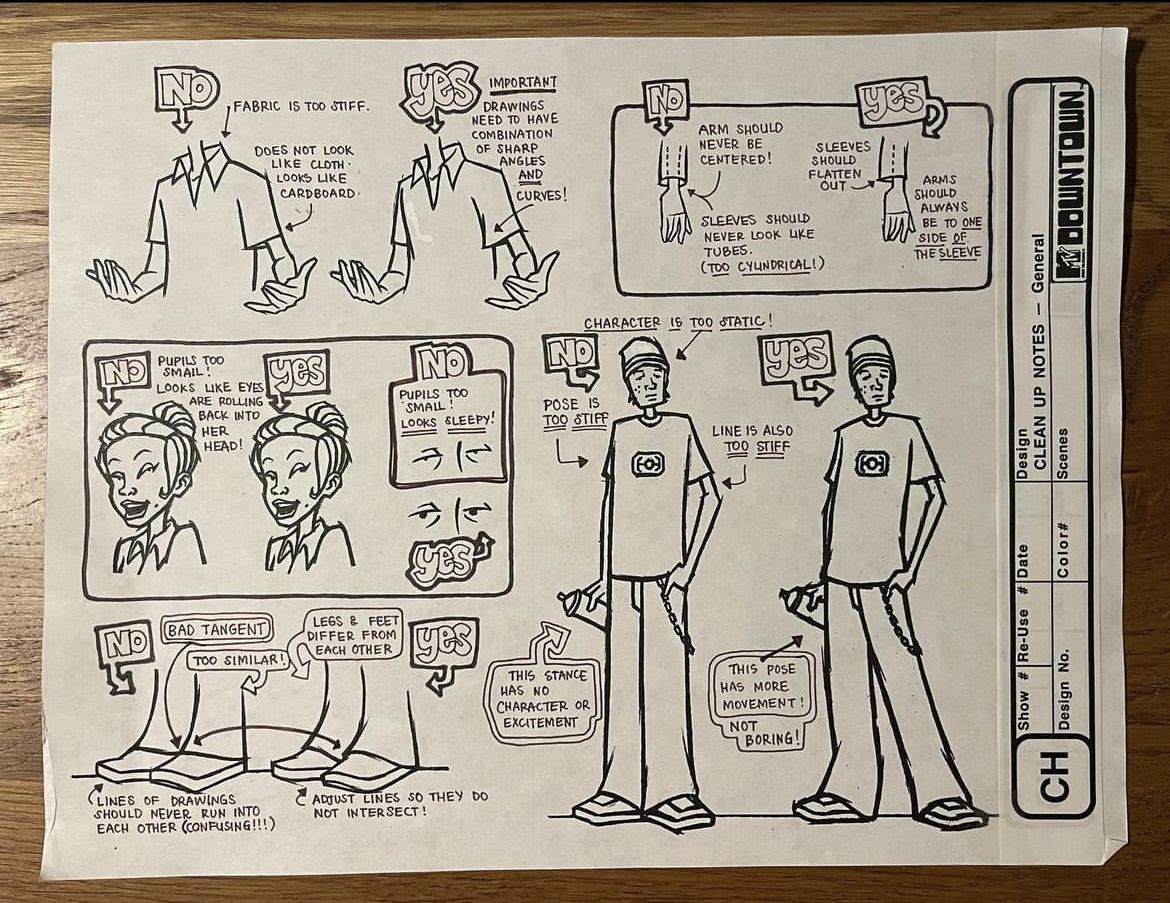 NO
FABRIC IS TOO STIFF.
DOES NOT LOOK
LIKE CLOTH.
LOOKS LIKE
CARDBOARD.
YES
IMPORTANT
DRAWINGS
NEED TO HAVE
COMBINATION
OF SHARP
ANGLES
AND
CURVES!
NO
ARM SHOULD
NEVER BE
CENTERED!
SLEEVES SHOULD
NEVER LOOK LIKE
TUBES.
(TOO CYLINDRICAL!)
YES
SLEEVES
SHOULD
FLATTEN
OUT
ARMS
SHOULD
ALWAYS
BE TO ONE
SIDE OF
THE SLEEVE
NO
PUPILS TOO
SMALL!
LOOKS LIKE EYES
ARE ROLLING
BACK INTO
HER
HEAD!
YES
NO
PUPILS TOO
SMALL!
LOOKS SLEEPY!
YES
CHARACTER IS TOO STATIC!
NO
POSE IS
TOO STIFF
LINE IS ALSO
TOO STIFF
THIS STANCE
HAS NO
CHARACTER OR
EXCITEMENT
YES
THIS POSE
HAS MORE
MOVEMENT!
NOT
BORING!
NO
BAD TANGENT
TOO SIMILAR!
LEGS & FEET
DIFFER FROM
EACH OTHER
YES
LINES OF DRAWINGS
SHOULD NEVER RUN INTO
EACH OTHER (CONFUSING!!!)
ADJUST LINES SO THEY DO
NOT INTERSECT!
CH
Show # Re-Use # Date
Design
CLEAN UP NOTES – General
Design No. Color# Scenes
MTV DOWNTOWN